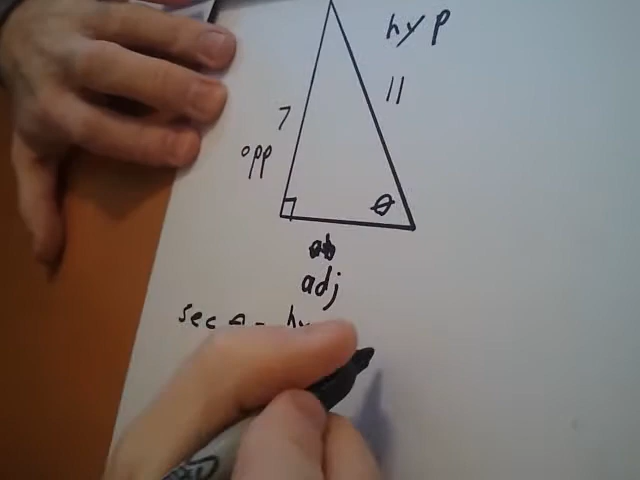 hyp
11
7
opp
θ
adj
sec θ = hy